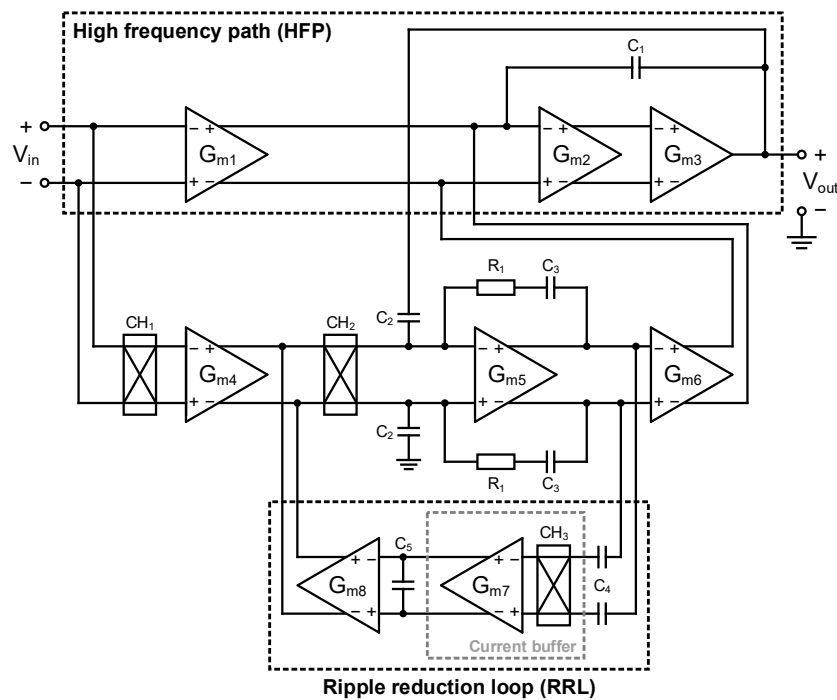 High frequency path (HFP)
C1
+
Vin
−
− +
+ −
Gm1
− +
+ −
Gm2
− +
+ −
Gm3
+
Vout
−
R1
C3
CH1
CH2
C2
− +
+ −
Gm4
− +
+ −
Gm5
− +
+ −
Gm6
C2
R1
C3
CH3
C5
C4
+ −
− +
Gm8
+ −
− +
Gm7
Current buffer
Ripple reduction loop (RRL)